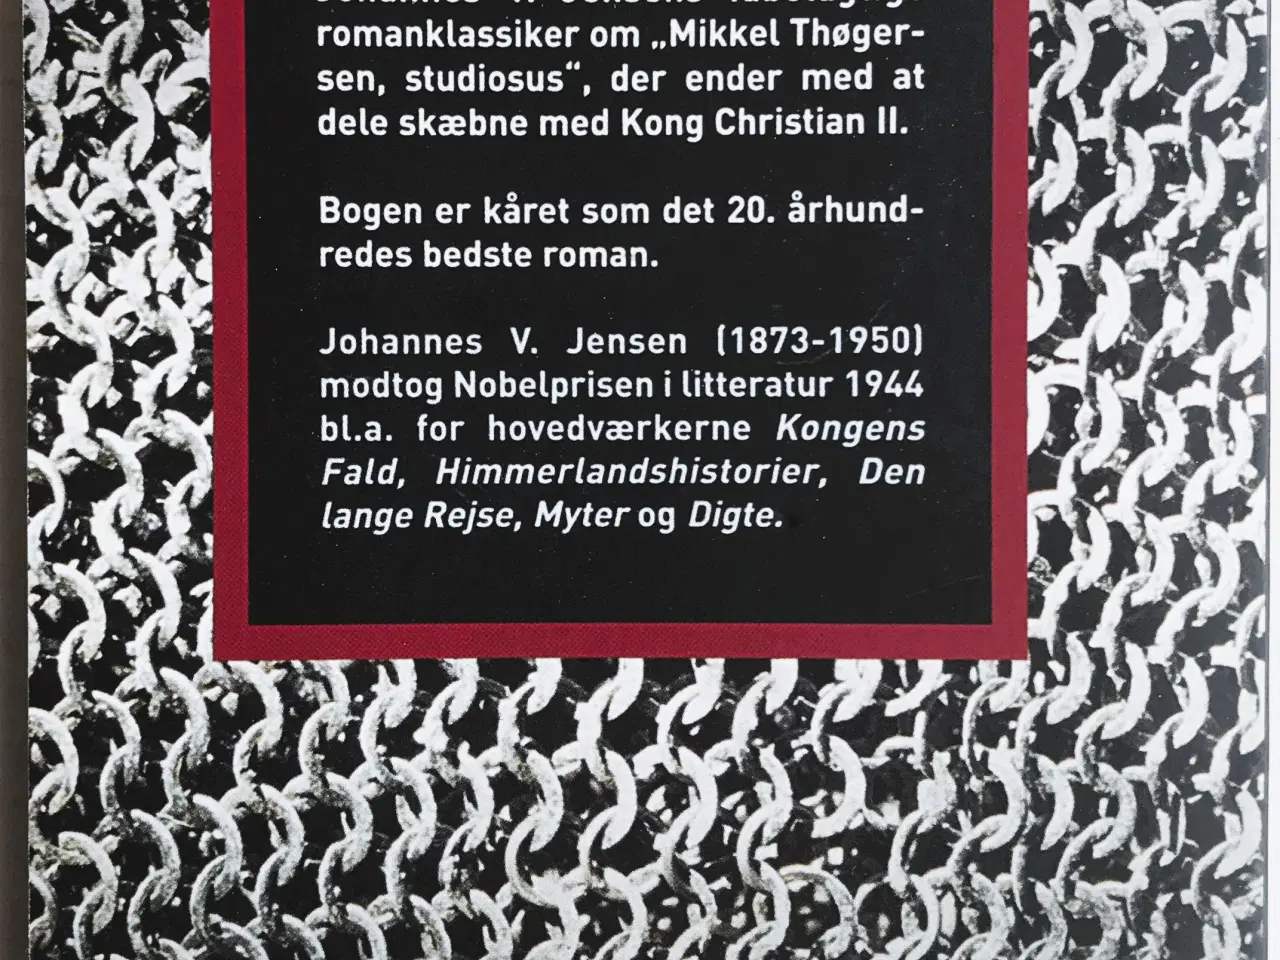 Johannes V. Jensens
romanklassiker om „Mikkel Thøger-
sen, studiosus“, der ender med at
dele skæbne med Kong Christian II.
Bogen er kåret som det 20. århund-
redes bedste roman.
Johannes V. Jensen (1873-1950)
modtog Nobelprisen i litteratur 1944
bl.a. for hovedværkerne Kongens
Fald, Himmerlandshistorier, Den
lange Rejse, Myter og Digte.